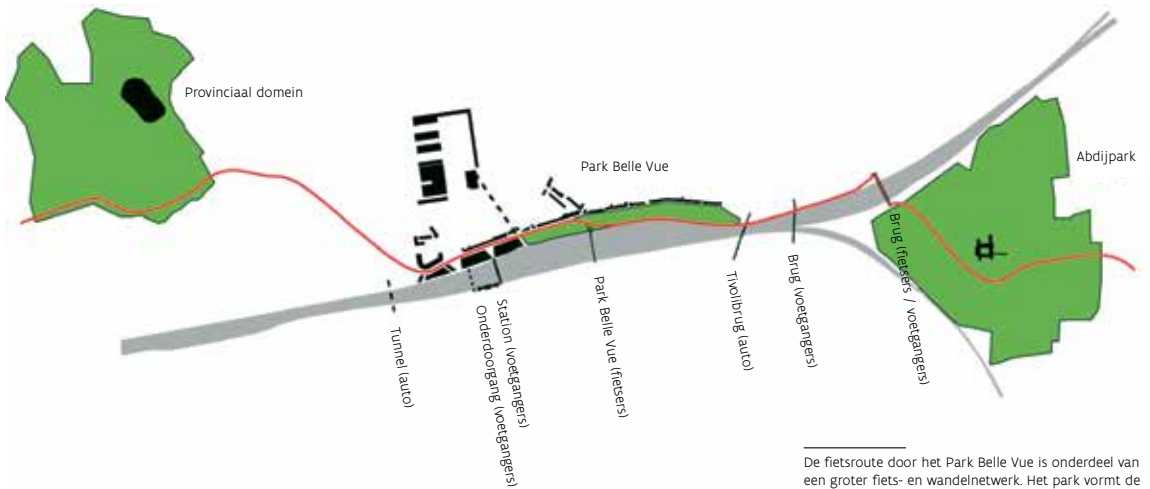 Provinciaal domein
Park Belle Vue
Abdijpark
Tunnel (auto)
Onderdoorgang (voetgangers)
Station (voetgangers)
Park Belle Vue (fietsers)
Tivolibrug (auto)
Brug (voetgangers)
Brug (fietsers / voetgangers)
De fietsroute door het Park Belle Vue is onderdeel van
een groter fiets- en wandelnetwerk. Het park vormt de